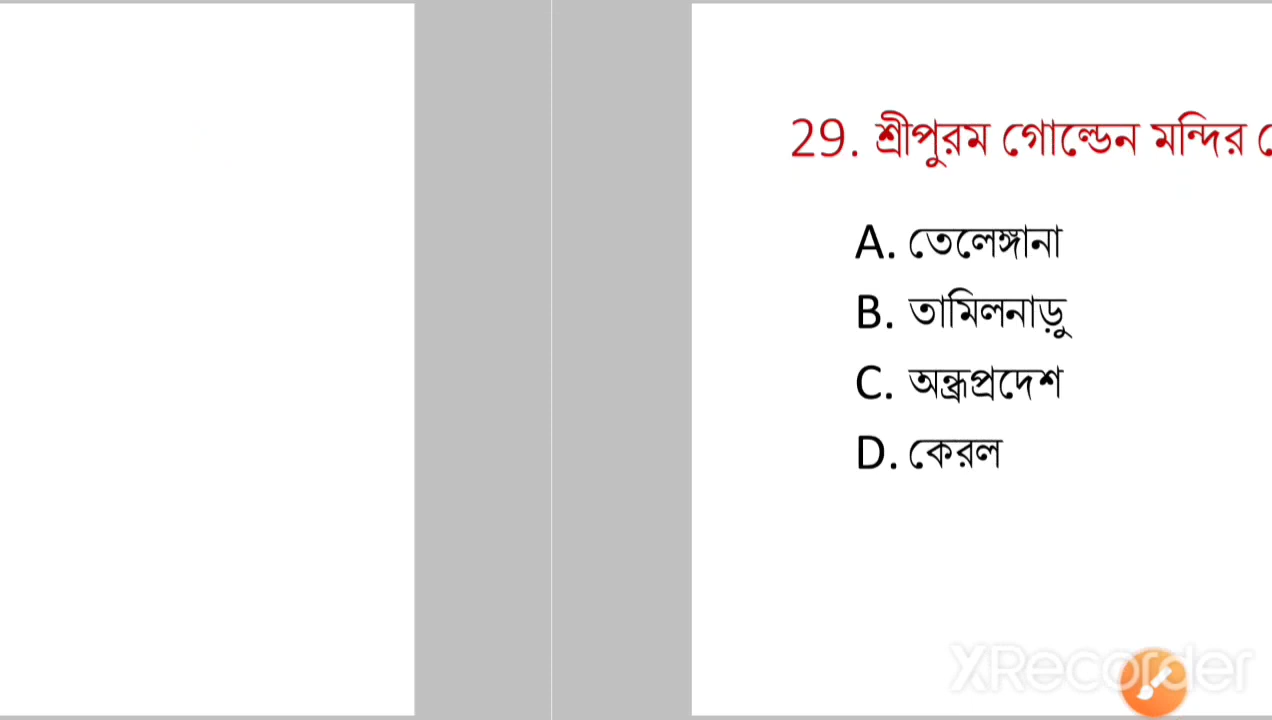 29. শ্রীপুরম গোল্ডেন মন্দির
A. তেলেঙ্গানা
B. তামিলনাড়ু
C. অন্ধ্রপ্রদেশ
D. কেরল
XRecorder